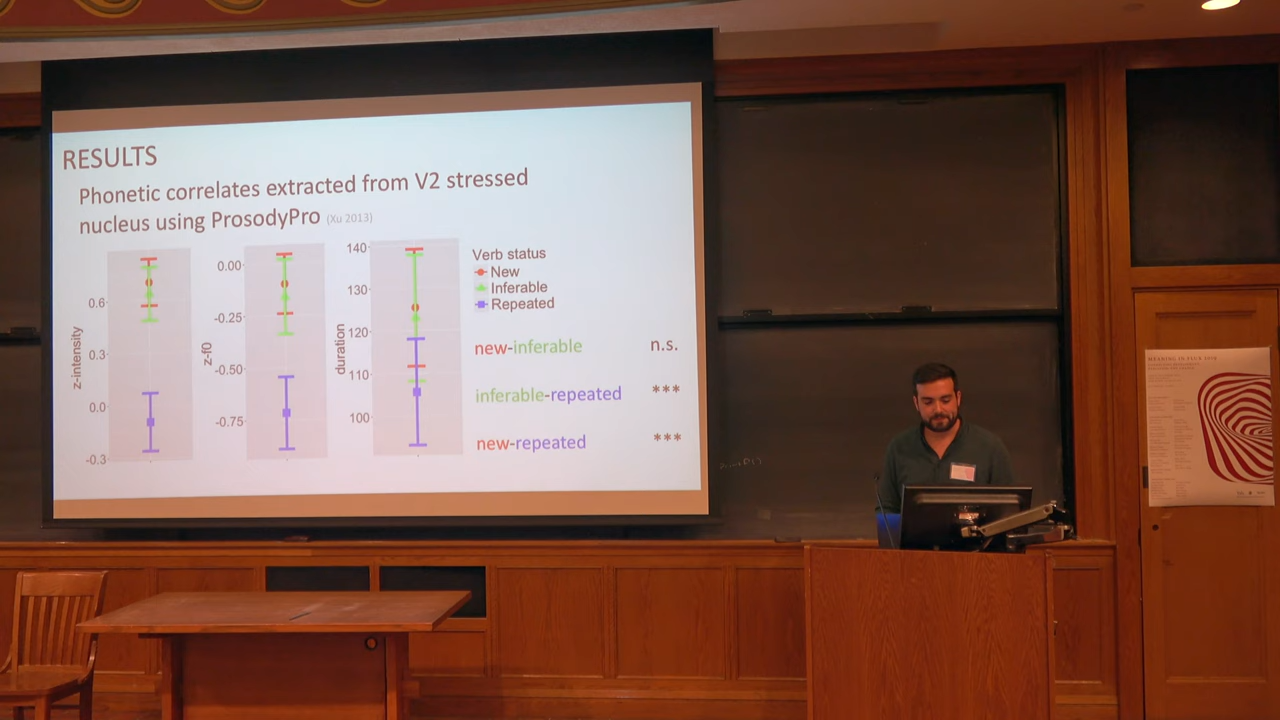 RESULTS
Phonetic correlates extracted from V2 stressed
nucleus using ProsodyPro (Xu 2013)
z-intensity
0.6
0.3
0.0
-0.3
z-f0
0.00
-0.25
-0.50
-0.75
duration
140
130
120
110
100
Verb status
New
Inferable
Repeated
new-inferable n.s.
inferable-repeated ***
new-repeated ***